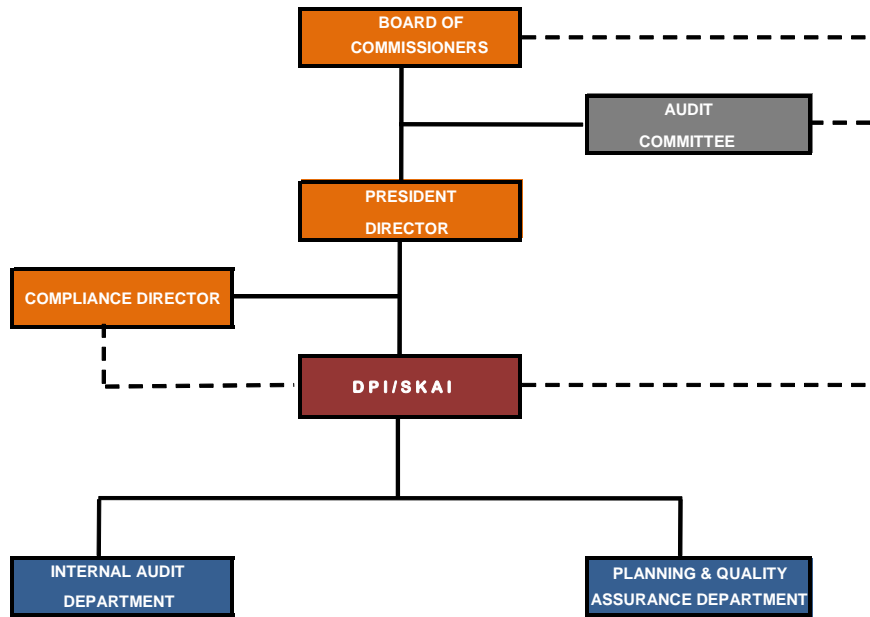 BOARD OF
COMMISSIONERS
AUDIT
COMMITTEE
PRESIDENT
DIRECTOR
COMPLIANCE DIRECTOR
DPI/SKAI
INTERNAL AUDIT
DEPARTMENT
PLANNING & QUALITY
ASSURANCE DEPARTMENT